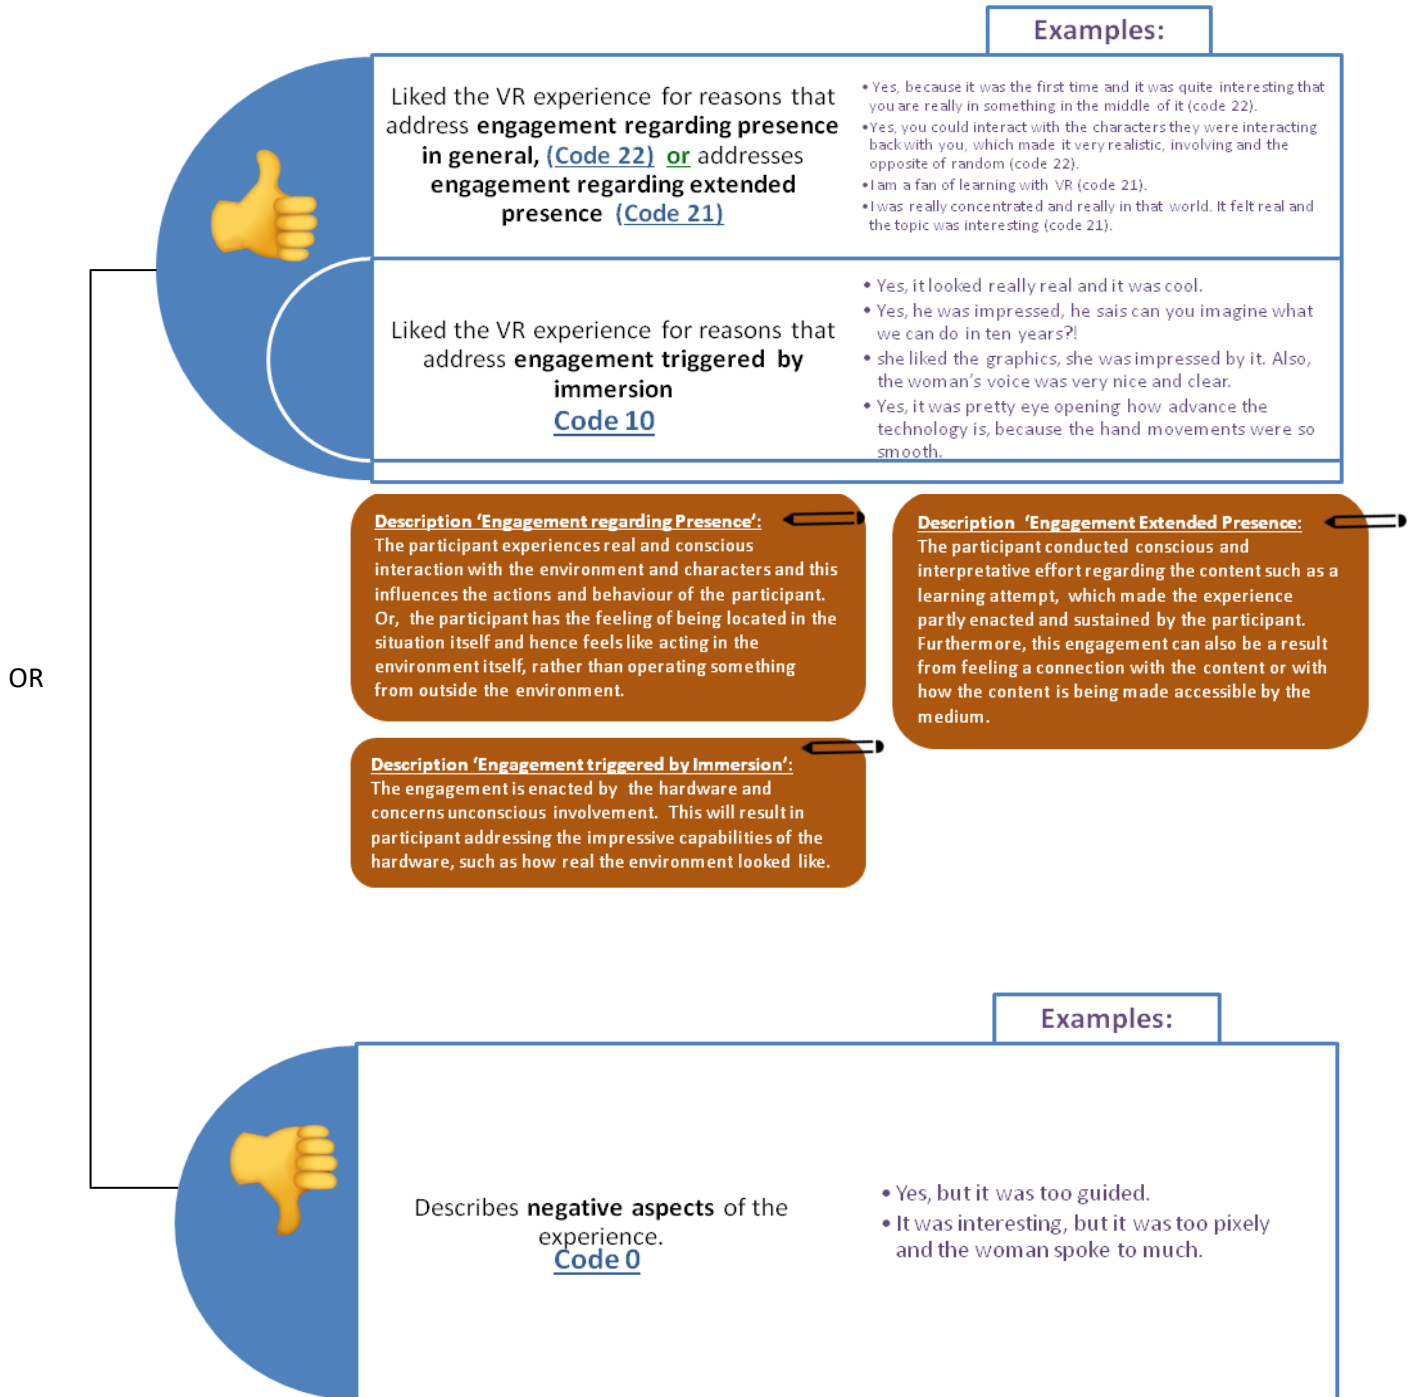 Examples:
Liked the VR experience for reasons that
address engagement regarding presence
in general, (Code 22) or addresses
engagement regarding extended
presence (Code 21)
• Yes, because it was the first time and it was quite interesting that
you are really in something in the middle of it (code 22).
• Yes, you could interact with the characters they were interacting
back with you, which made it very realistic, involving and the
opposite of random (code 22).
• I am a fan of learning with VR (code 21).
• I was really concentrated and really in that world. It felt real and
the topic was interesting (code 21).
Liked the VR experience for reasons that
address engagement triggered by
immersion
Code 10
• Yes, it looked really real and it was cool.
• Yes, he was impressed, he sais can you imagine what
we can do in ten years?!
• she liked the graphics, she was impressed by it. Also,
the woman's voice was very nice and clear.
• Yes, it was pretty eye opening how advance the
technology is, because the hand movements were so
smooth.
Description 'Engagement regarding Presence':
The participant experiences real and conscious
interaction with the environment and characters and this
influences the actions and behaviour of the participant.
Or, the participant has the feeling of being located in the
situation itself and hence feels like acting in the
environment itself, rather than operating something
from outside the environment.
Description 'Engagement Extended Presence:
The participant conducted conscious and
interpretative effort regarding the content such as a
learning attempt, which made the experience
partly enacted and sustained by the participant.
Furthermore, this engagement can also be a result
from feeling a connection with the content or with
how the content is being made accessible by the
medium.
OR
Description 'Engagement triggered by Immersion':
The engagement is enacted by the hardware and
concerns unconscious involvement. This will result in
participant addressing the impressive capabilities of the
hardware, such as how real the environment looked like.
Examples:
Describes negative aspects of the
experience.
Code 0
• Yes, but it was too guided.
• It was interesting, but it was too pixely
and the woman spoke to much.